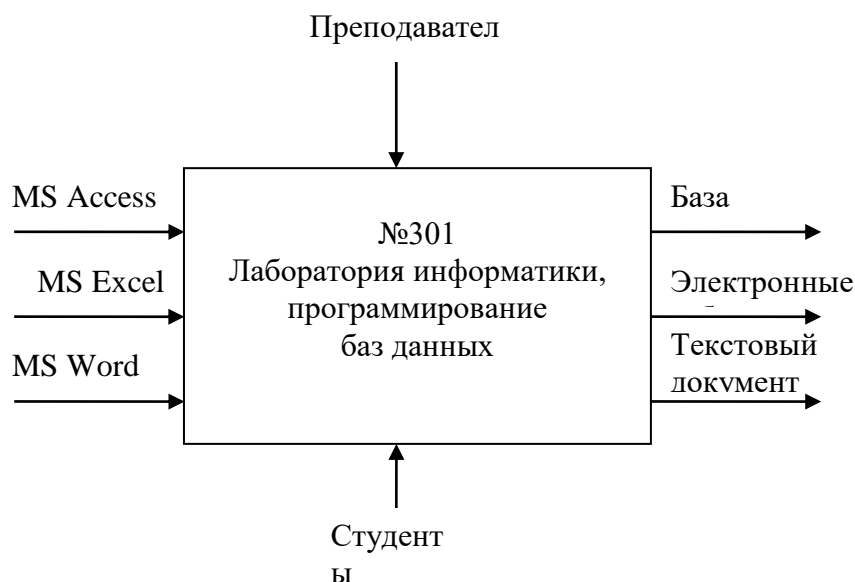 Преподавател
MS Access
MS Excel
MS Word
№301
Лаборатория информатики,
программирование
баз данных
База
Электронные
Текстовый
документ
Студент
ы